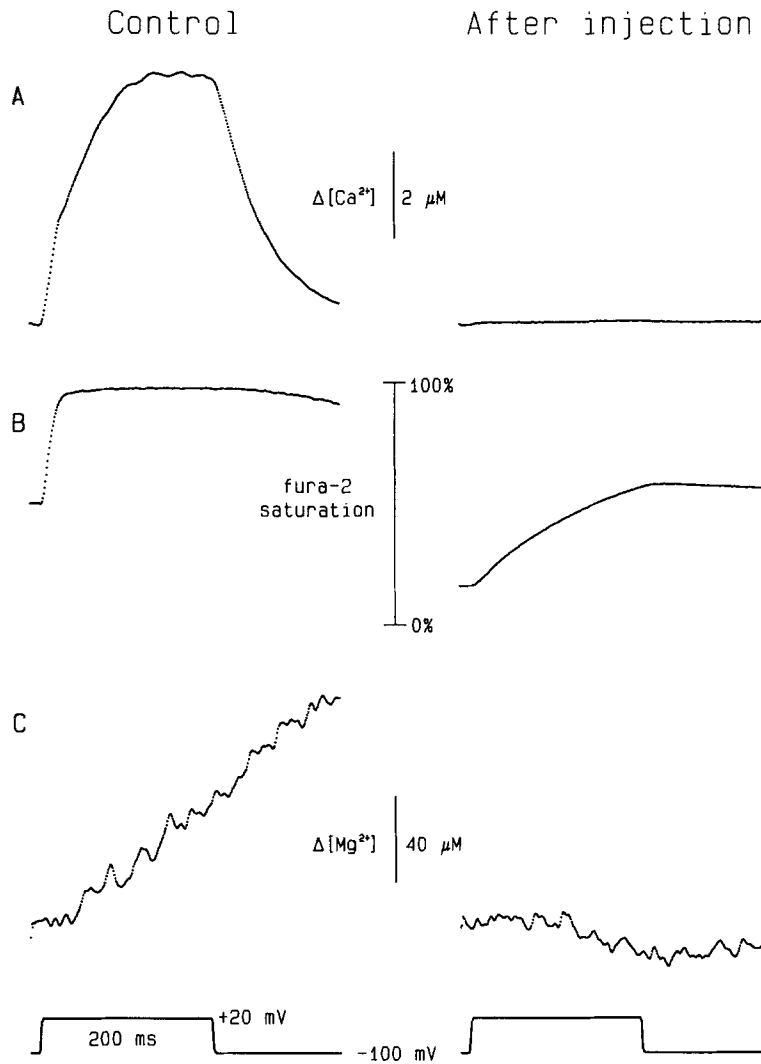 Control
After injection
A
Δ[Ca²⁺] 2 μM
B
100%
fura-2
saturation
0%
C
Δ[Mg²⁺] 40 μM
+20 mV
200 ms
-100 mV